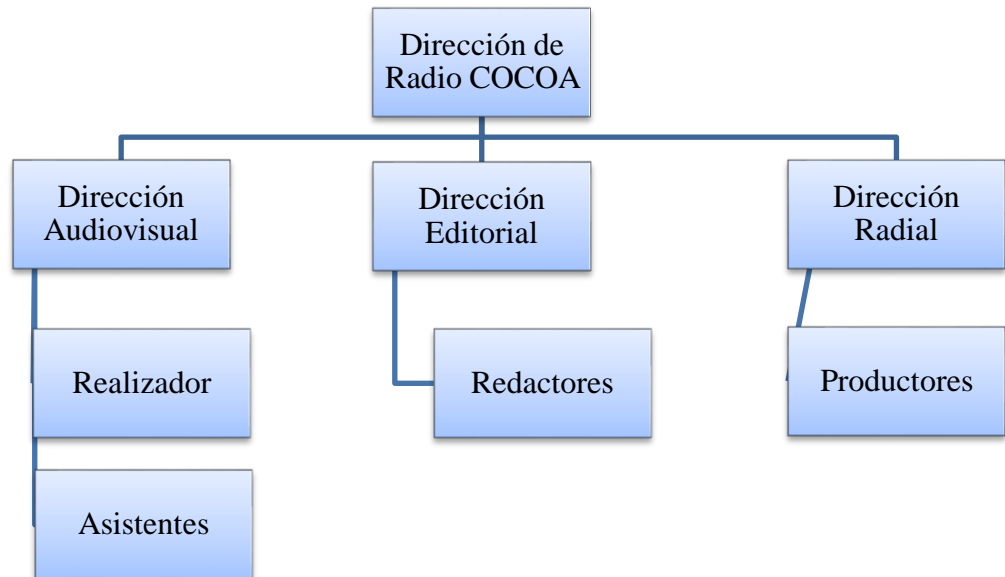 Dirección de
Radio COCOA
Dirección
Audiovisual
Dirección
Editorial
Dirección
Radial
Realizador
Redactores
Productores
Asistentes